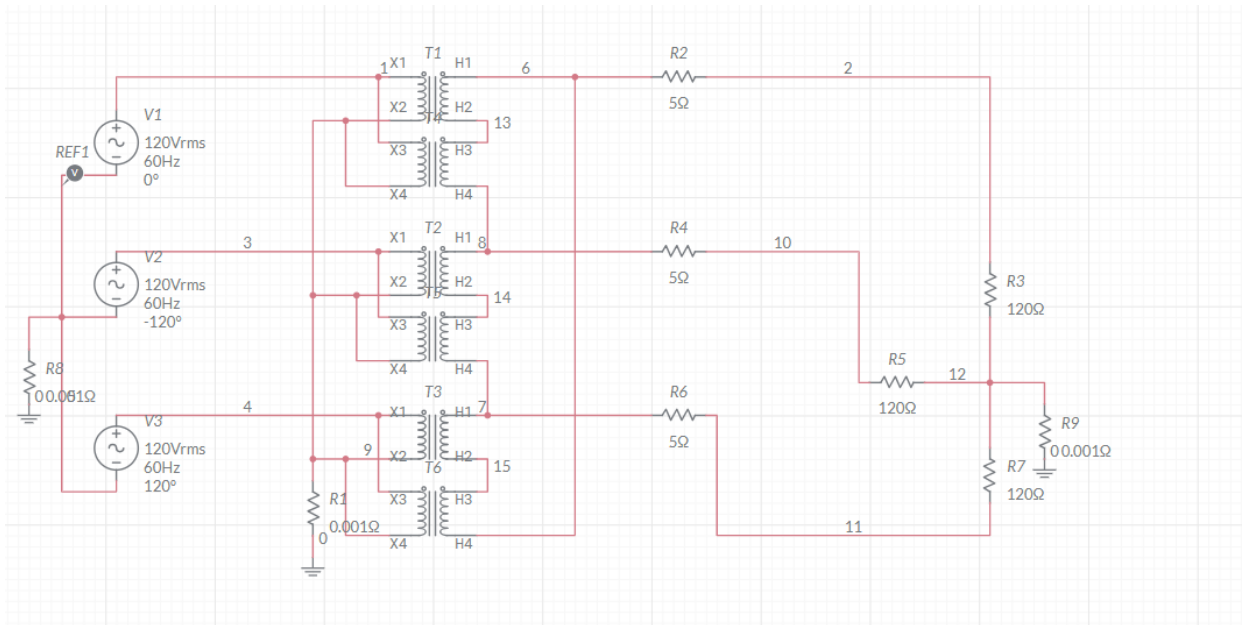 T1
X1
H1
1
6
R2
2
5Ω
V1
120Vrms
60Hz
0°
REF1
X2
H2
T4
13
X3
H3
X4
H4
T2
X1
H1
3
8
R4
10
5Ω
V2
120Vrms
60Hz
-120°
X2
H2
T5
14
X3
H3
X4
H4
R3
120Ω
R5
12
120Ω
R8
0
0.001Ω
T3
X1
H1
4
7
R6
5Ω
V3
120Vrms
60Hz
120°
9
X2
H2
T6
15
X3
H3
X4
H4
R1
0.001Ω
0
R9
0
0.001Ω
R7
120Ω
11